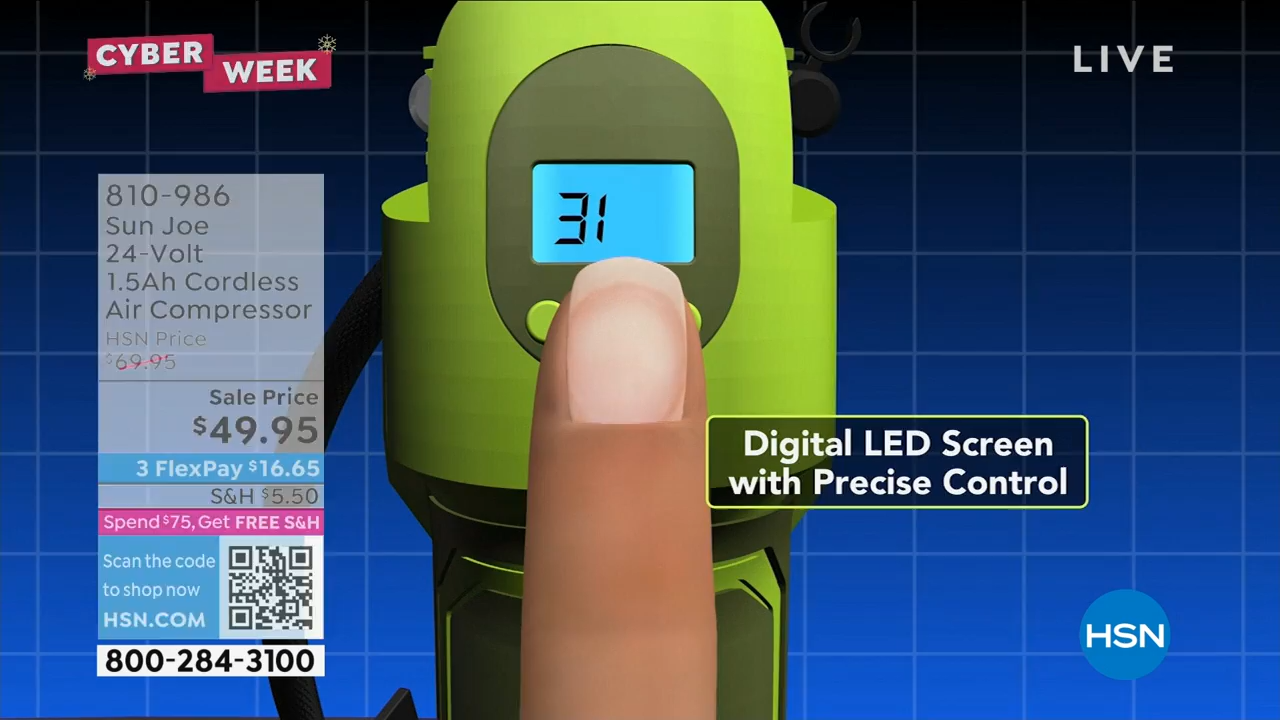 CYBER
WEEK
LIVE
810-986
Sun Joe
24-Volt
1.5Ah Cordless
Air Compressor
HSN Price
$69.95
Sale Price
$49.95
3 FlexPay $16.65
S&H $5.50
Spend $75, Get FREE S&H
Scan the code
to shop now
HSN.COM
800-284-3100
31
Digital LED Screen
with Precise Control
HSN